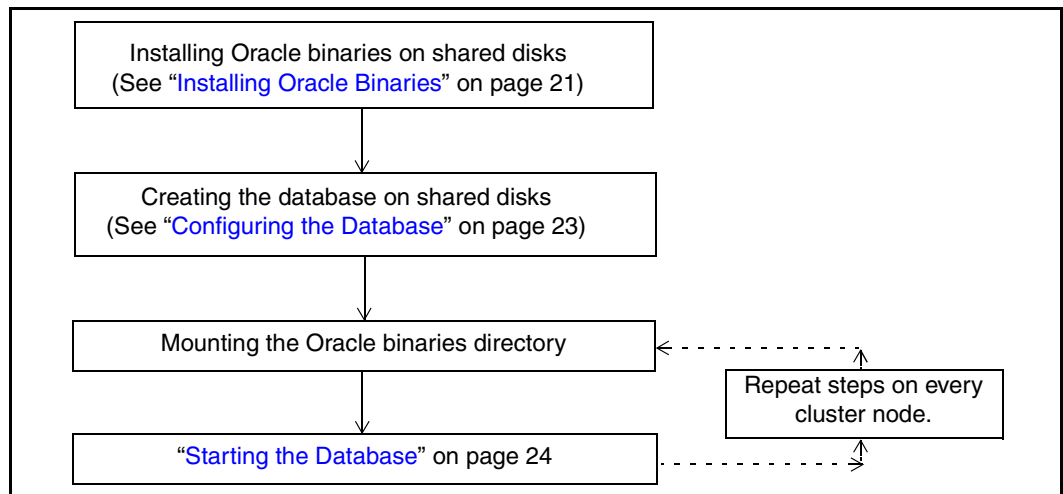 Installing Oracle binaries on shared disks
(See “Installing Oracle Binaries” on page 21)
Creating the database on shared disks
(See “Configuring the Database” on page 23)
Mounting the Oracle binaries directory
Repeat steps on every
cluster node.
“Starting the Database” on page 24